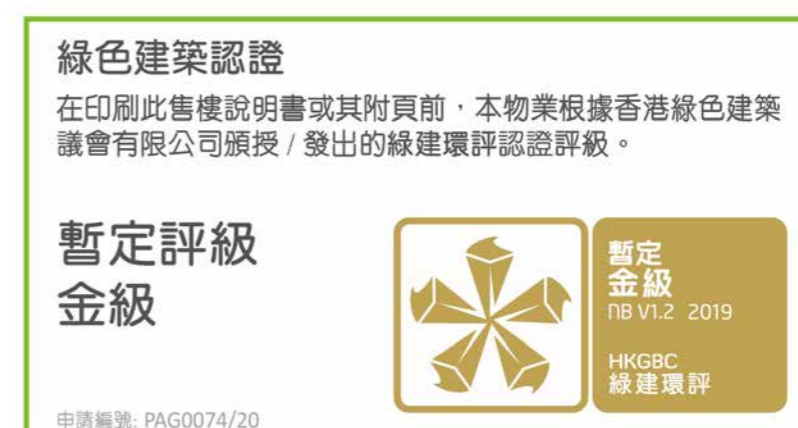 綠色建築認證
在印刷此售樓說明書或其附頁前，本物業根據香港綠色建築
議會有限公司頒授 / 發出的綠建環評認證評級。
暫定評級
金級
暫定
金級
NB V1.2 2019
HKGBC
綠建環評
申請編號: PAG0074/20